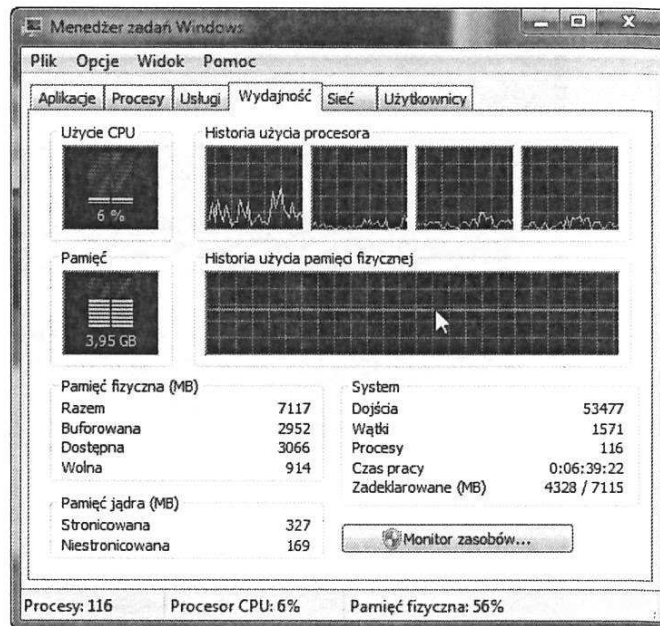 Menedżer zadań Windows
Plik Opcje Widok Pomoc
Aplikacje Procesy Usługi Wydajność Sieć Użytkownicy
Użycie CPU Historia użycia procesora
6 %
Pamięć Historia użycia pamięci fizycznej
3,95 GB
Pamięć fizyczna (MB)
Razem 7117
Buforowana 2952
Dostępna 3066
Wolna 914
Pamięć jądra (MB)
Stronicowana 327
Niestronicowana 169
System
Dojścia 53477
Wątki 1571
Procesy 116
Czas pracy 0:06:39:22
Zadeklarowane (MB) 4328 / 7115
Monitor zasobów...
Procesy: 116 Procesor CPU: 6% Pamięć fizyczna: 56%